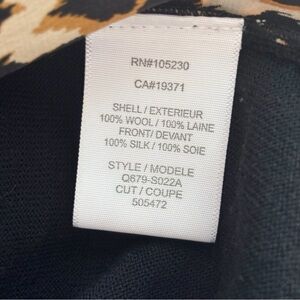 RN#105230
CA#19371
SHELL / EXTERIEUR
100% WOOL / 100% LAINE
FRONT/ DEVANT
100% SILK / 100% SOIE
STYLE / MODELE
Q679-S022A
CUT / COUPE
505472